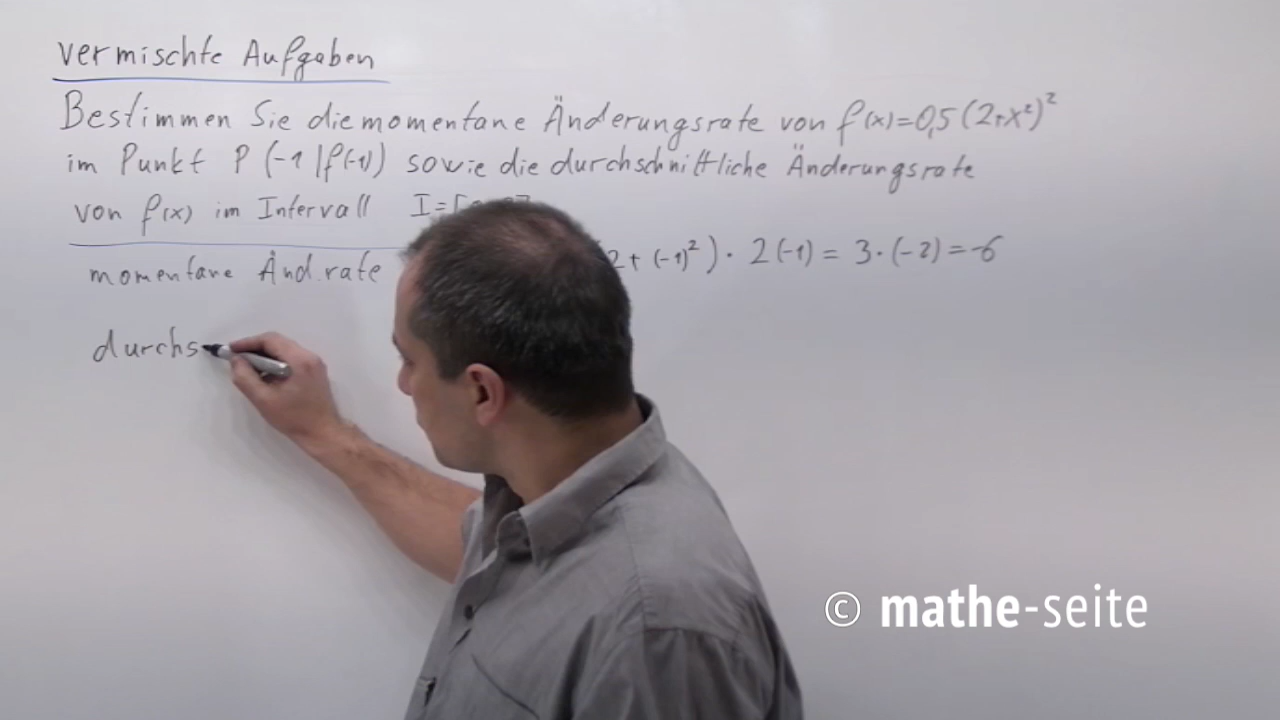 vermischte Aufgaben
Bestimmen Sie die momentane Änderungsrate von f(x)=0,5(2+x²)²
im Punkt P(-1|f(-1)) sowie die durchschnittliche Änderungsrate
von f(x) im Intervall I=[
momentane Änd.rate 2+(-1)²)·2(-1)=3·(-2)=-6
durchs
© mathe-seite